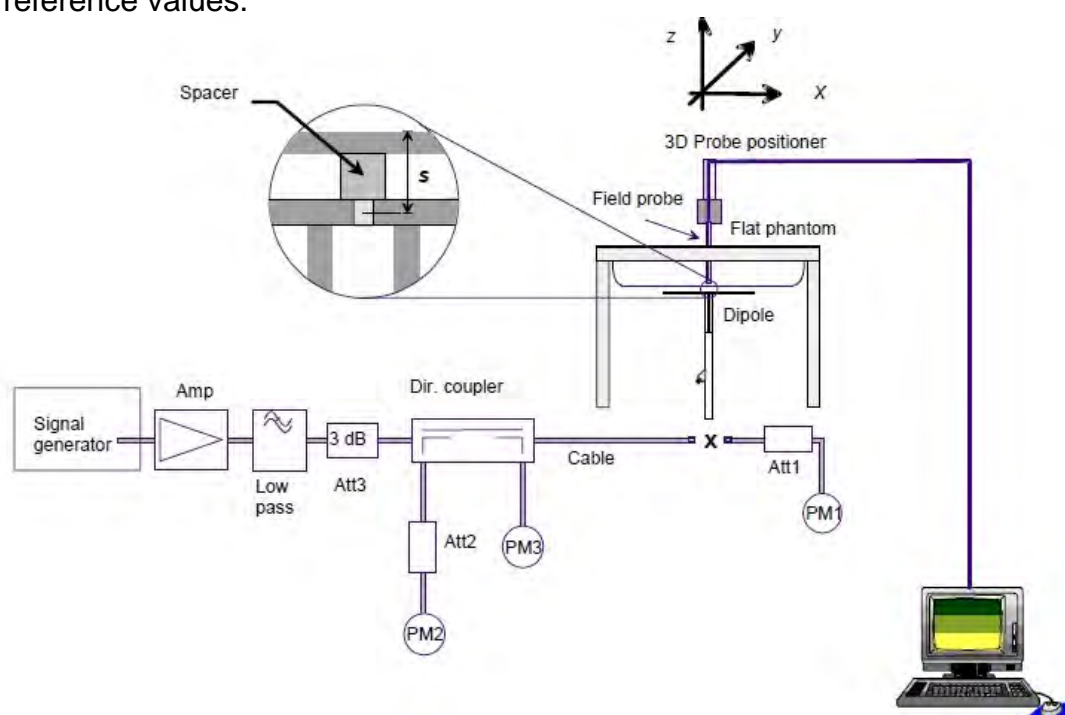 reference values.
z
y
X
Spacer
s
3D Probe positioner
Field probe
Flat phantom
Dipole
Signal
generator
Amp
Low
pass
3 dB
Att3
Dir. coupler
Cable
x
Att1
PM1
Att2
PM3
PM2